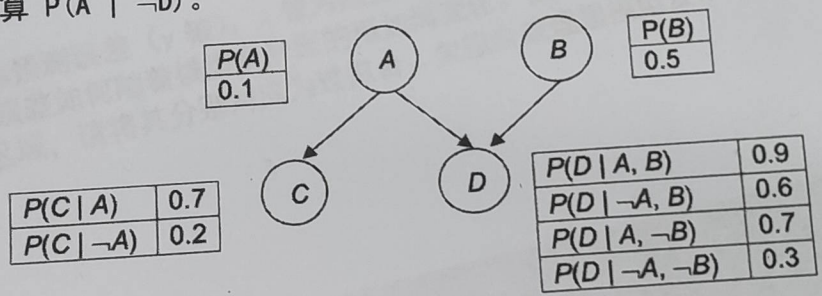 算 P(A | ¬D)。
P(A)
0.1
A
B
P(B)
0.5
C
D
P(C | A) 0.7
P(C | ¬A) 0.2
P(D | A, B) 0.9
P(D | ¬A, B) 0.6
P(D | A, ¬B) 0.7
P(D | ¬A, ¬B) 0.3